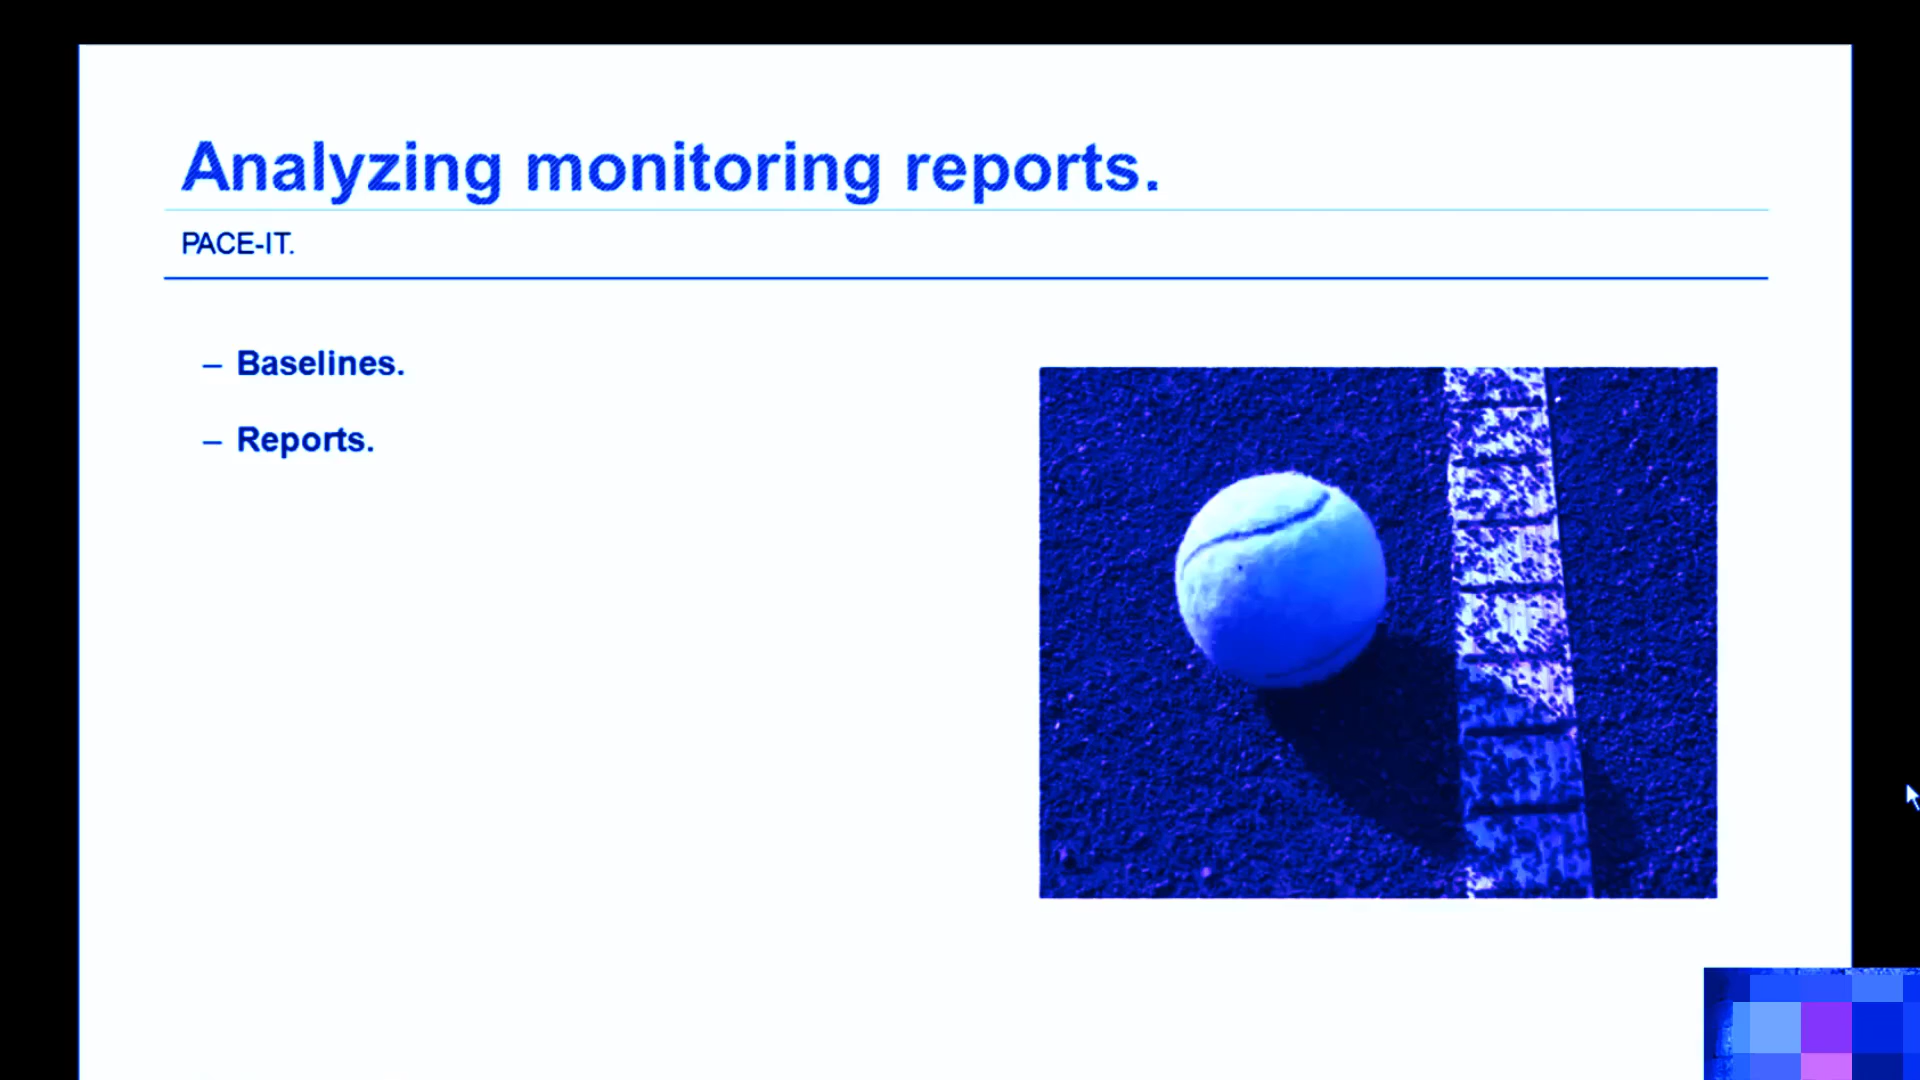 Analyzing monitoring reports.
PACE-IT.
– Baselines.
– Reports.